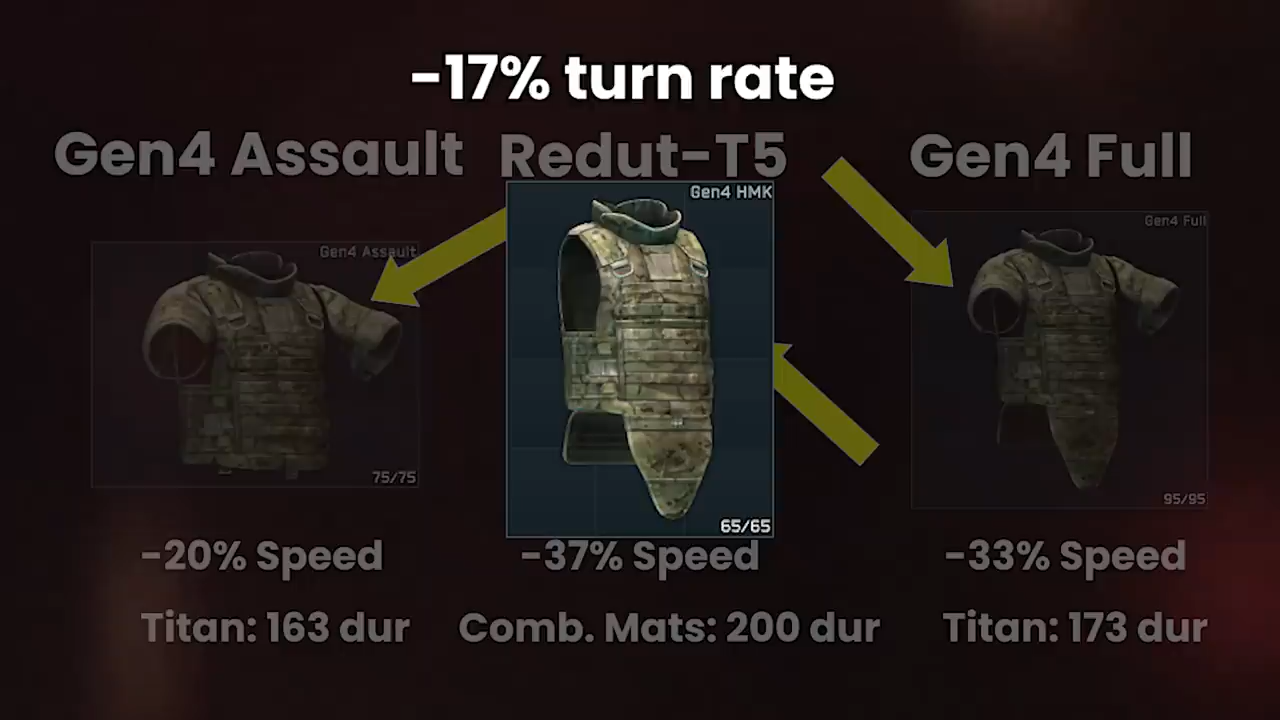 -17% turn rate
Gen4 Assault
Redut-T5
Gen4 Full
Gen4 Assault
Gen4 HMK
Gen4 Full
75/75
65/65
95/95
-20% Speed
-37% Speed
-33% Speed
Titan: 163 dur
Comb. Mats: 200 dur
Titan: 173 dur